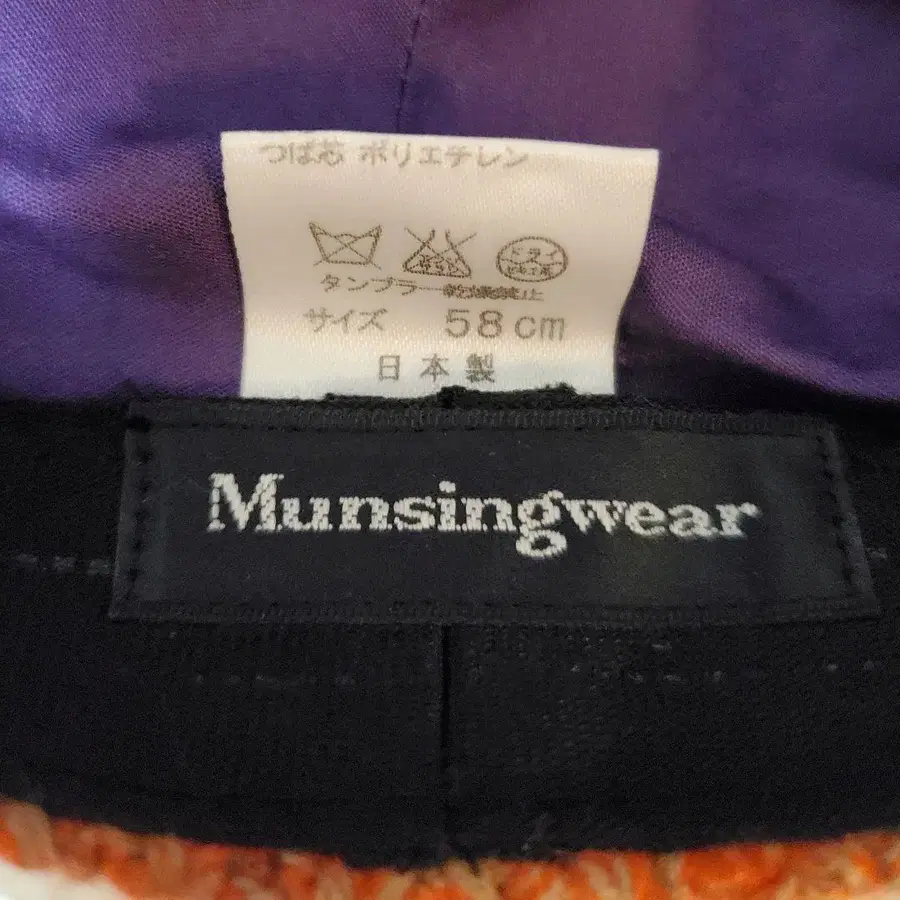 つば芯 ポリエチレン
タンブラー乾燥禁止
サイズ 58cm
日本製
Munsingwear